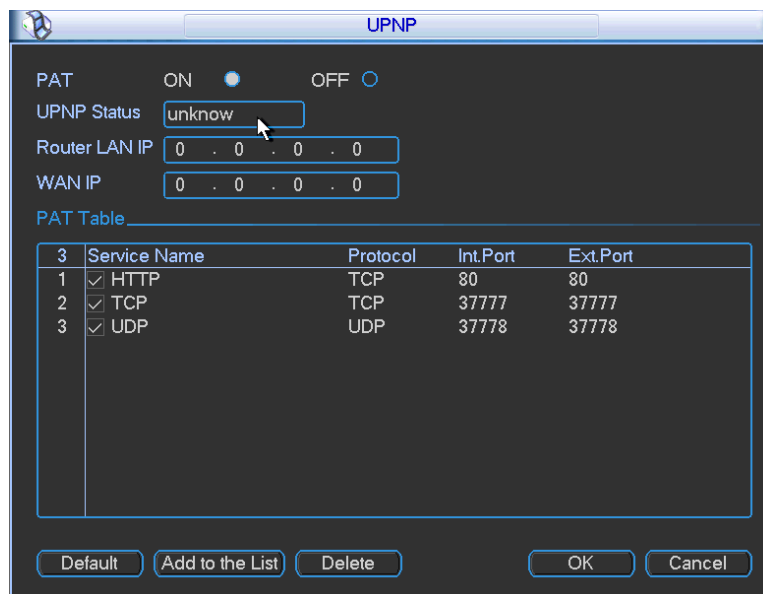 UPNP
PAT ON OFF
UPNP Status unknow
Router LAN IP 0 . 0 . 0 . 0
WAN IP 0 . 0 . 0 . 0
PAT Table
3 Service Name Protocol Int.Port Ext.Port
1 HTTP TCP 80 80
2 TCP TCP 37777 37777
3 UDP UDP 37778 37778
Default Add to the List Delete OK Cancel